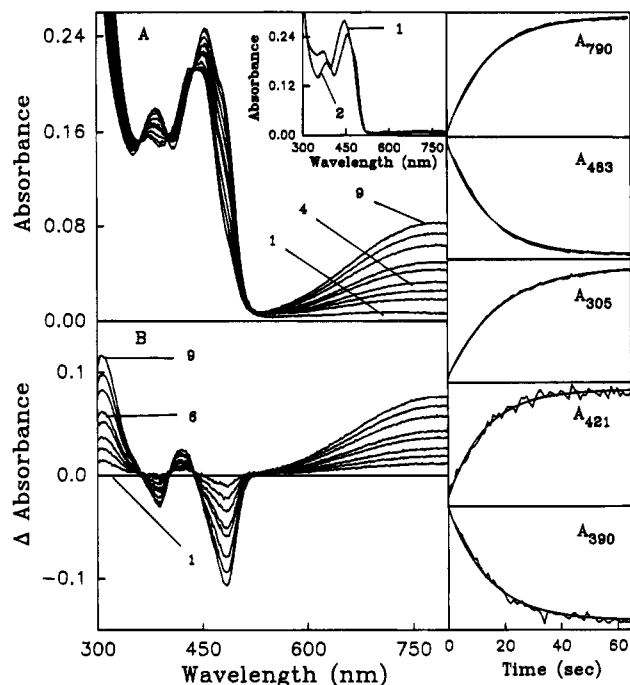 A
0.24
0.16
0.08
0.00
Absorbance
9
4
1
0.24
0.12
0.00
Absorbance
1
2
300 450 600 750
Wavelength (nm)
B
0.1
0.0
-0.1
Δ Absorbance
9
6
1
300 450 600 750
Wavelength (nm)
A790
A483
A305
A421
A390
0 20 40 60
Time (sec)